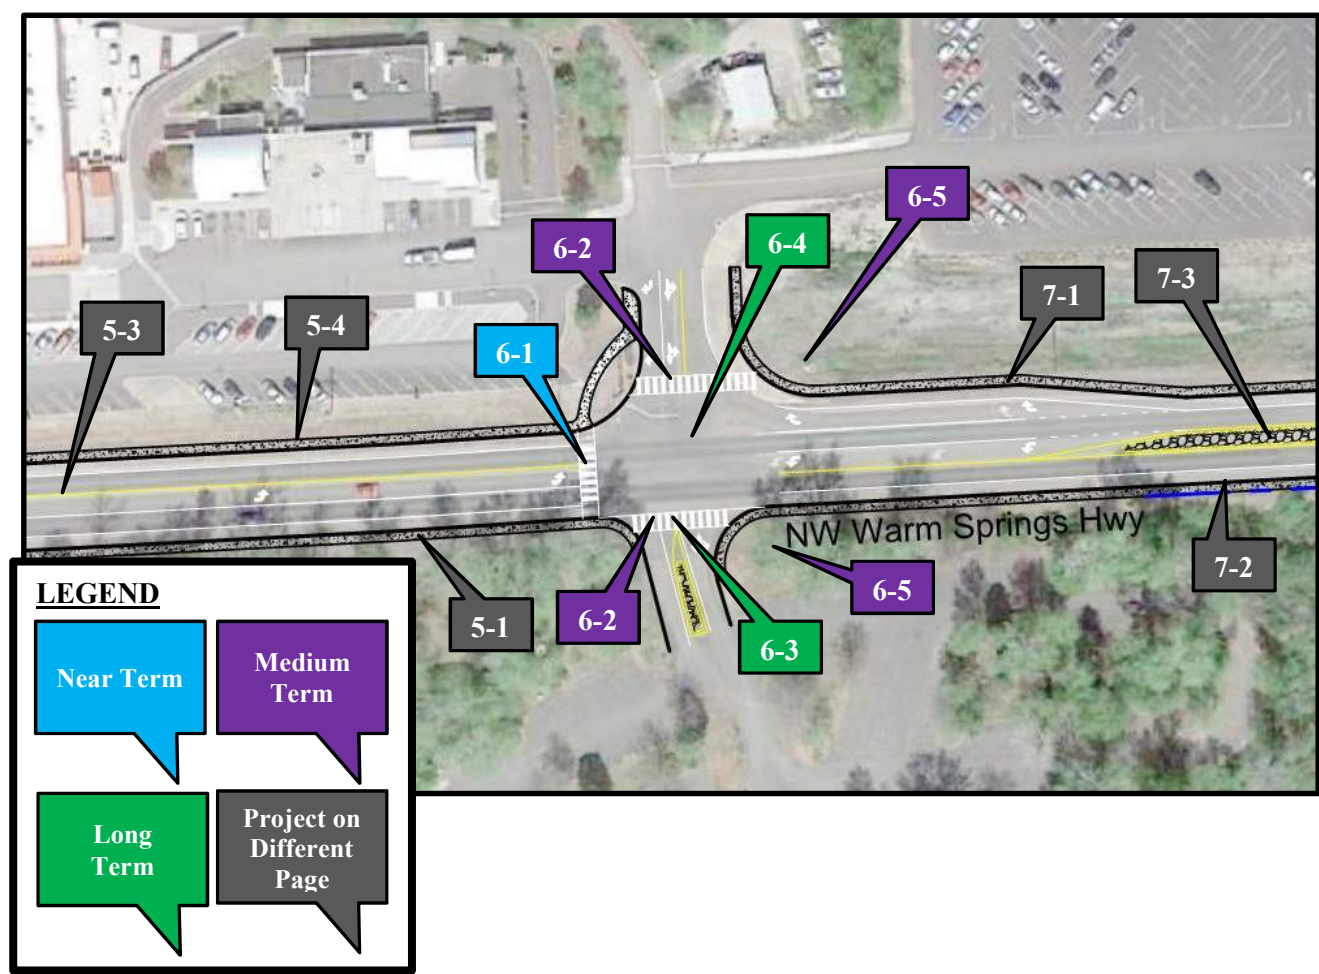 6-5
6-2
6-4
7-3
7-1
5-3
5-4
6-1
NW Warm Springs Hwy
7-2
6-5
5-1
6-2
6-3
LEGEND
Near Term
Medium
Term
Long
Term
Project on
Different
Page